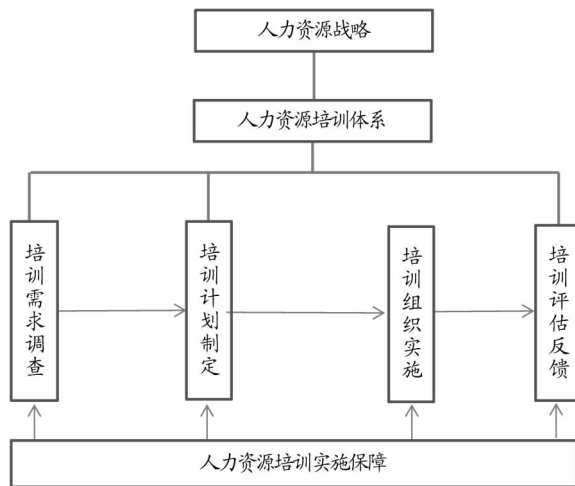 人力资源战略
人力资源培训体系
培训需求调查
培训计划制定
培训组织实施
培训评估反馈
人力资源培训实施保障